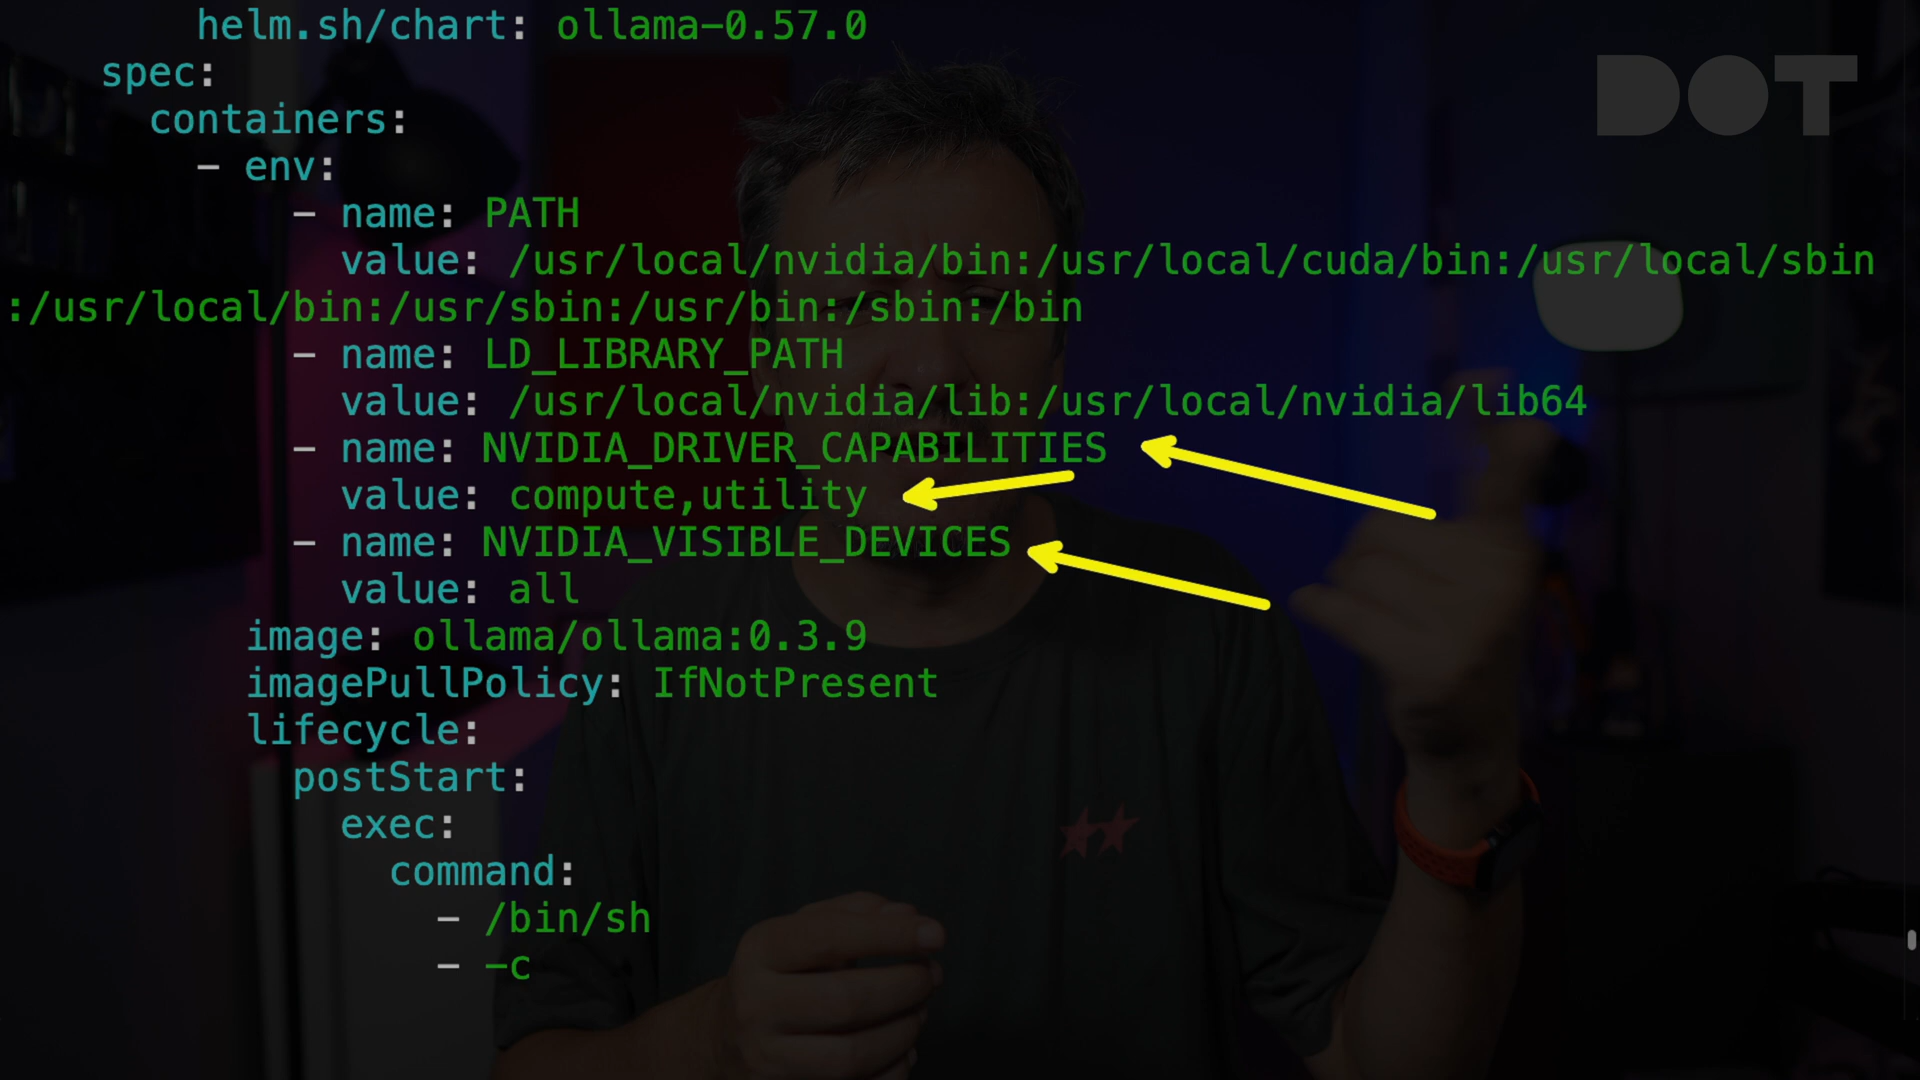 helm.sh/chart: ollama-0.57.0
DOT
spec:
containers:
- env:
- name: PATH
value: /usr/local/nvidia/bin:/usr/local/cuda/bin:/usr/local/sbin
:/usr/local/bin:/usr/sbin:/usr/bin:/sbin:/bin
- name: LD_LIBRARY_PATH
value: /usr/local/nvidia/lib:/usr/local/nvidia/lib64
- name: NVIDIA_DRIVER_CAPABILITIES
value: compute,utility
- name: NVIDIA_VISIBLE_DEVICES
value: all
image: ollama/ollama:0.3.9
imagePullPolicy: IfNotPresent
lifecycle:
postStart:
exec:
command:
- /bin/sh
- -c